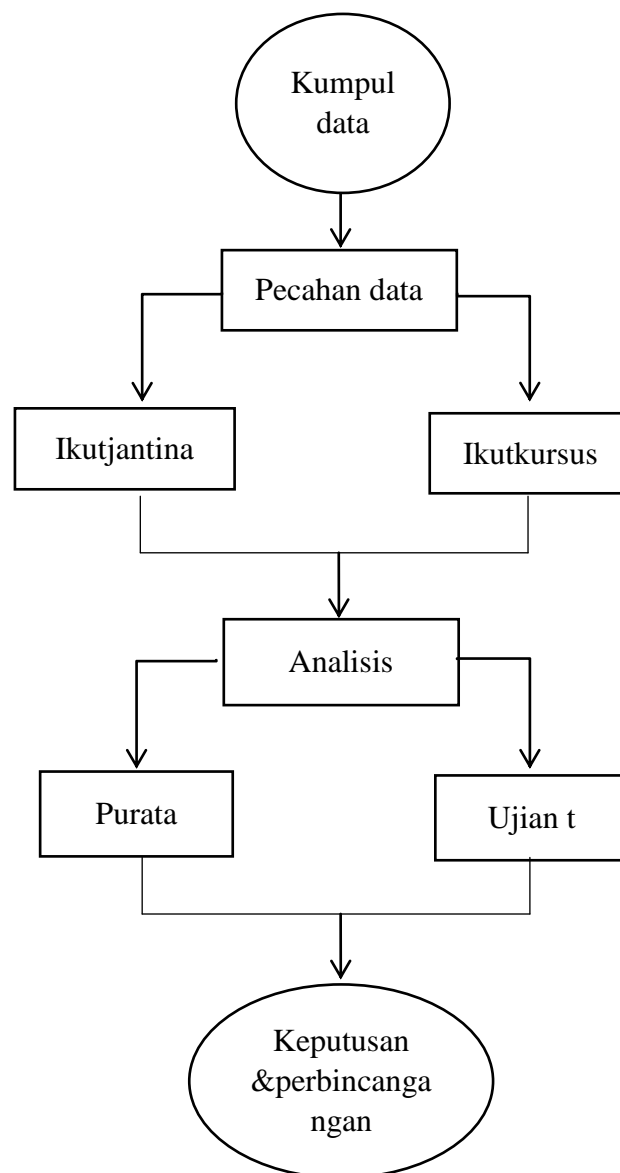 Kumpul
data
Pecahan data
Ikutjantina
Ikutkursus
Analisis
Purata
Ujian t
Keputusan
&perbincanga
ngan